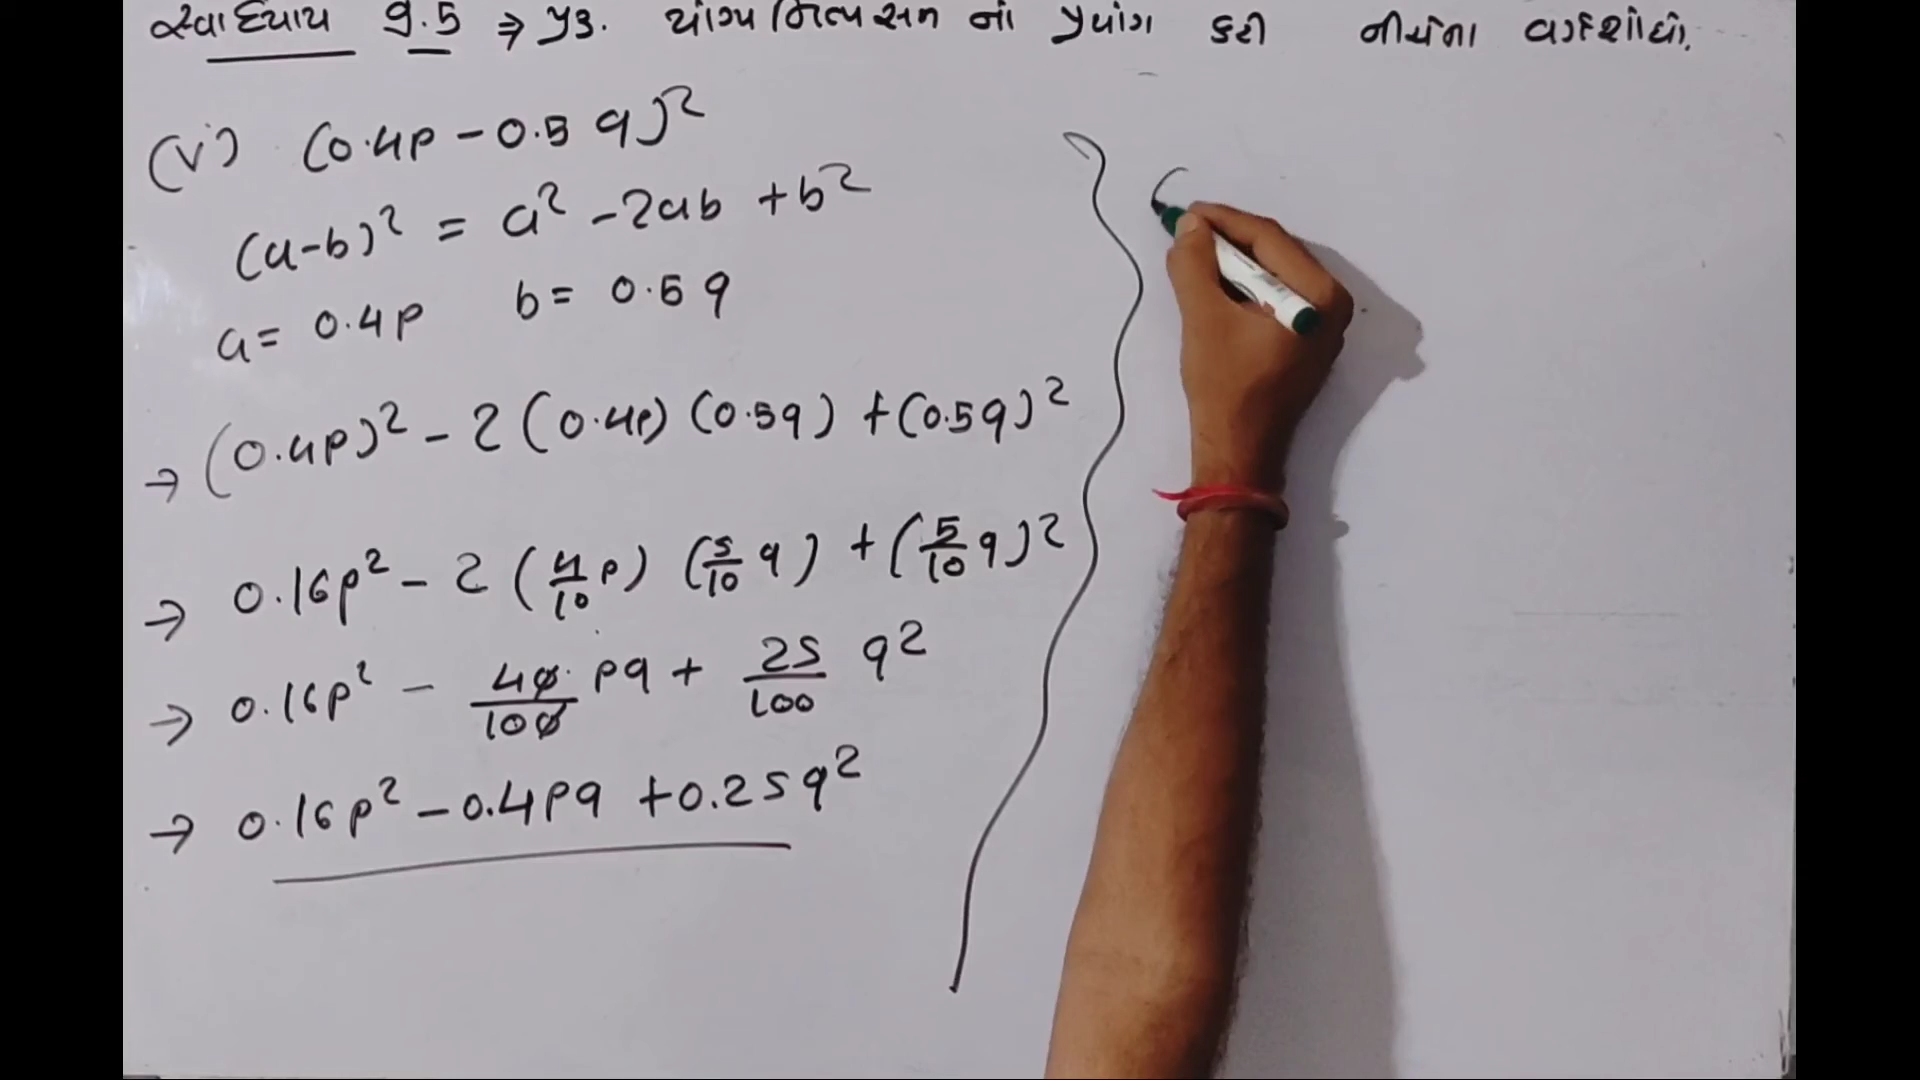 સ્વાધ્યાય 9.5 ⇒ પ્ર3. યોગ્ય નિત્યસમ નો પ્રયોગ કરી નીચેના વર્ગ શોધો.
(v) (0.4p - 0.5q)²
(a-b)² = a² - 2ab + b²
a = 0.4p b = 0.5q
→ (0.4p)² - 2(0.4p)(0.5q) + (0.5q)²
→ 0.16p² - 2(4/10 p)(5/10 q) + (5/10 q)²
→ 0.16p² - 40/100 pq + 25/100 q²
→ 0.16p² - 0.4pq + 0.25q²
(